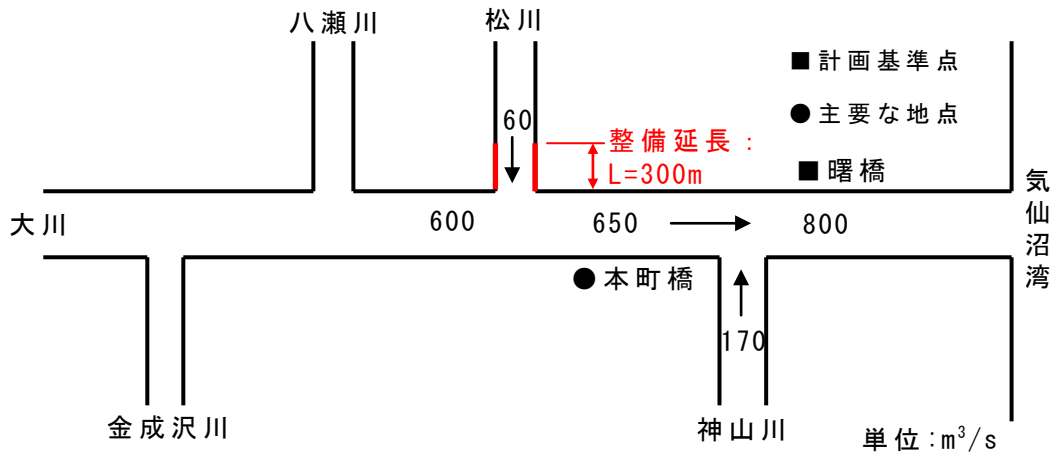 八瀬川
松川
■計画基準点
60
●主要な地点
整備延長：
L=300m
■曙橋
気仙沼湾
大川
600
650
800
●本町橋
170
金成沢川
神山川
単位:m³/s